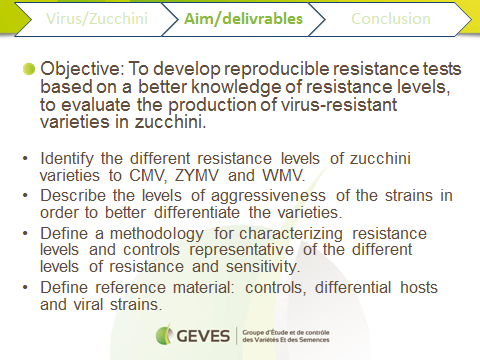 Virus/Zucchini
Aim/delivrables
Conclusion
Objective: To develop reproducible resistance tests
based on a better knowledge of resistance levels,
to evaluate the production of virus-resistant
varieties in zucchini.
• Identify the different resistance levels of zucchini
varieties to CMV, ZYMV and WMV.
• Describe the levels of aggressiveness of the strains in
order to better differentiate the varieties.
• Define a methodology for characterizing resistance
levels and controls representative of the different
levels of resistance and sensitivity.
• Define reference material: controls, differential hosts
and viral strains.
GEVES
Groupe d'Étude et de contrôle
des Variétés Et des Semences